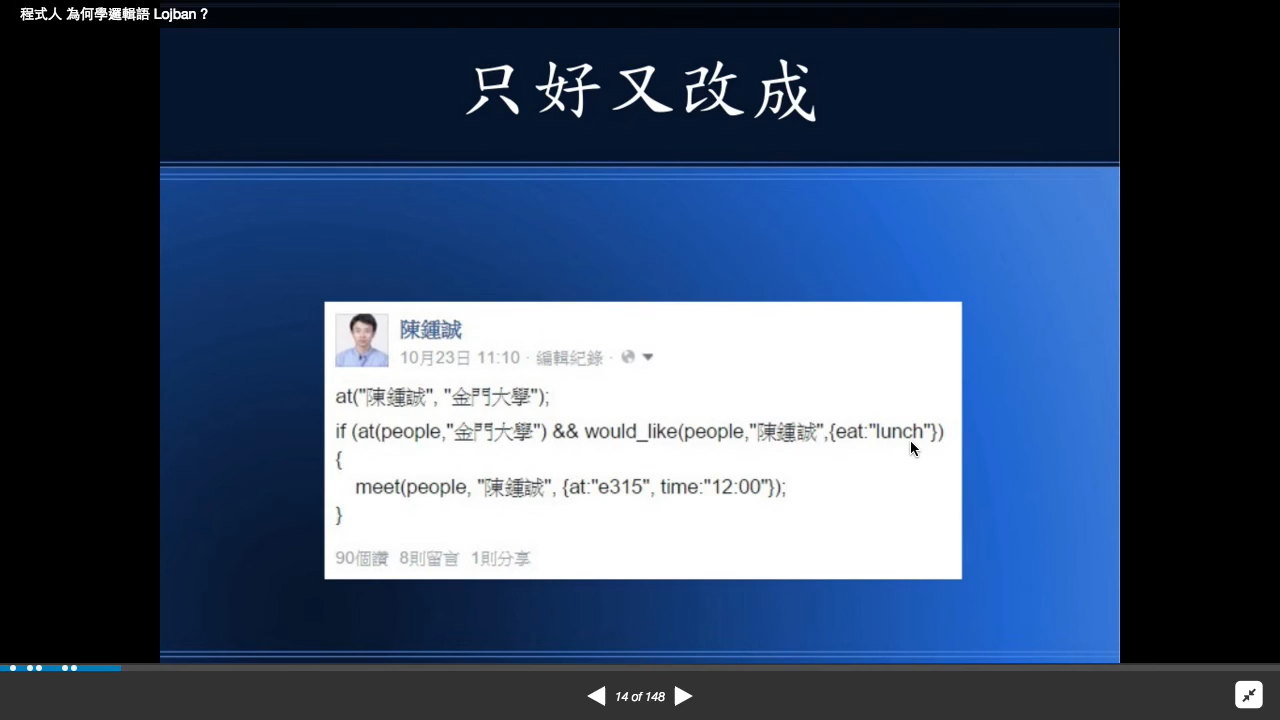 程式人 為何學邏輯語 Lojban ?
只好又改成
陳鍾誠
10月23日 11:10 · 編輯紀錄 ·
at("陳鍾誠", "金門大學");
if (at(people,"金門大學") && would_like(people,"陳鍾誠",{eat:"lunch"})
{
meet(people, "陳鍾誠", {at:"e315", time:"12:00"});
}
90個讚 8則留言 1則分享
14 of 148